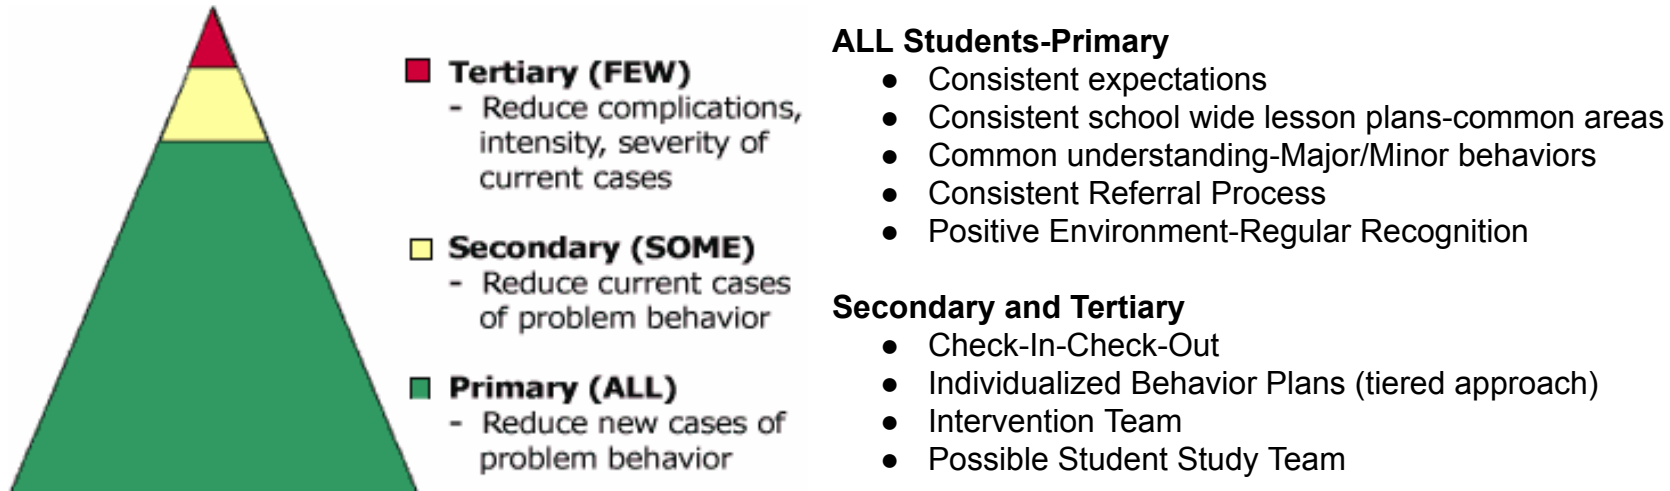 Tertiary (FEW)
- Reduce complications,
intensity, severity of
current cases
Secondary (SOME)
- Reduce current cases
of problem behavior
Primary (ALL)
- Reduce new cases of
problem behavior
ALL Students-Primary
● Consistent expectations
● Consistent school wide lesson plans-common areas
● Common understanding-Major/Minor behaviors
● Consistent Referral Process
● Positive Environment-Regular Recognition
Secondary and Tertiary
● Check-In-Check-Out
● Individualized Behavior Plans (tiered approach)
● Intervention Team
● Possible Student Study Team